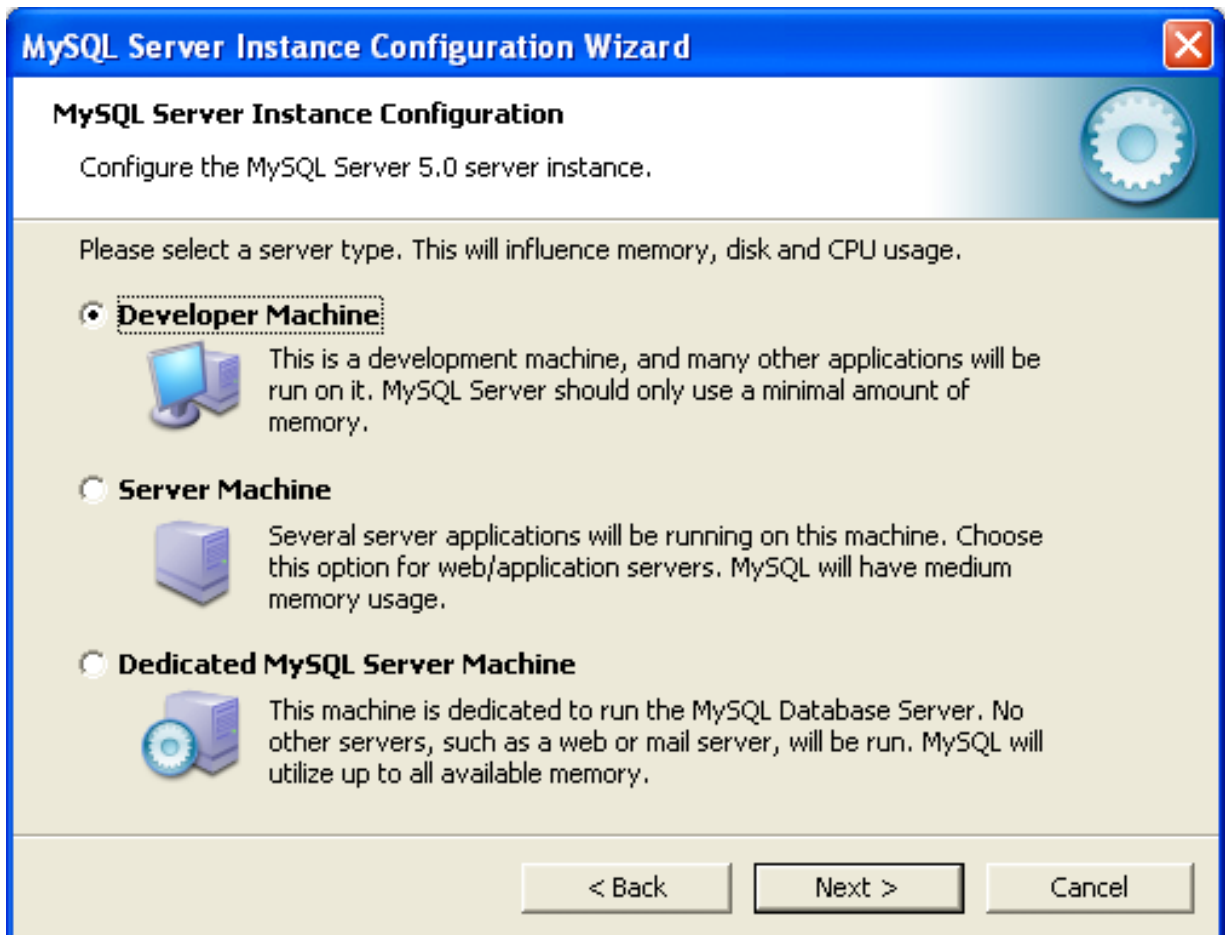 MySQL Server Instance Configuration Wizard
MySQL Server Instance Configuration
Configure the MySQL Server 5.0 server instance.
Please select a server type. This will influence memory, disk and CPU usage.
Developer Machine
This is a development machine, and many other applications will be
run on it. MySQL Server should only use a minimal amount of
memory.
Server Machine
Several server applications will be running on this machine. Choose
this option for web/application servers. MySQL will have medium
memory usage.
Dedicated MySQL Server Machine
This machine is dedicated to run the MySQL Database Server. No
other servers, such as a web or mail server, will be run. MySQL will
utilize up to all available memory.
< Back Next > Cancel